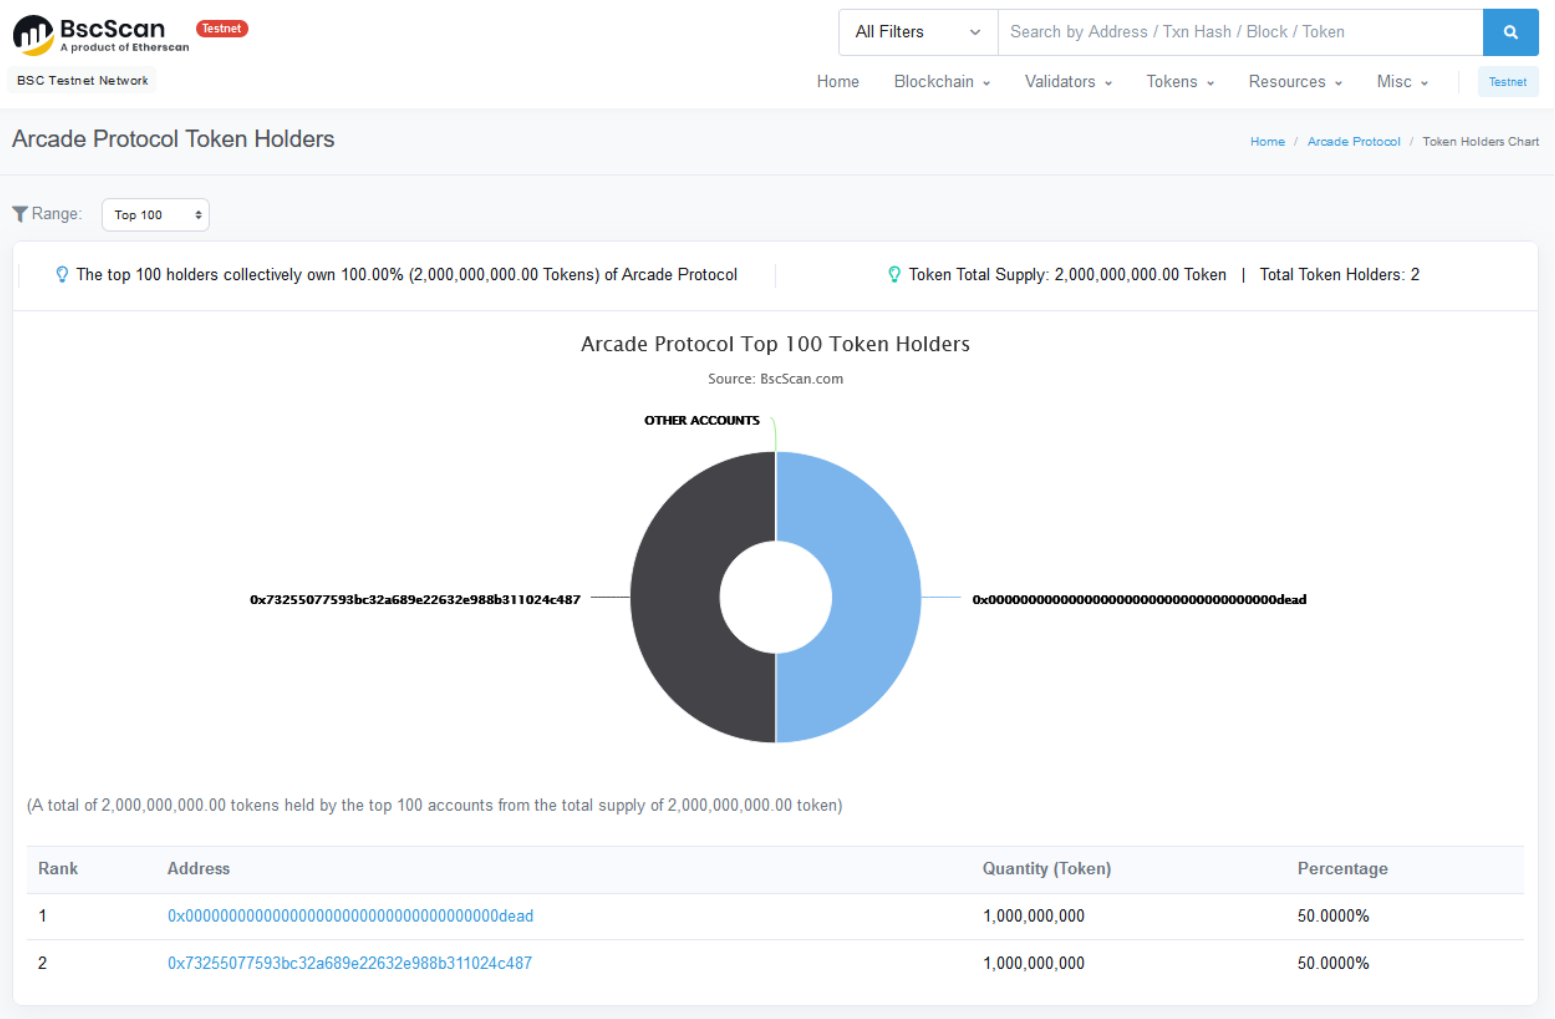 BscScan
A product of Etherscan
Testnet
All Filters
Search by Address / Txn Hash / Block / Token
BSC Testnet Network
Home Blockchain Validators Tokens Resources Misc Testnet
Arcade Protocol Token Holders
Home / Arcade Protocol / Token Holders Chart
Range: Top 100
The top 100 holders collectively own 100.00% (2,000,000,000.00 Tokens) of Arcade Protocol
Token Total Supply: 2,000,000,000.00 Token | Total Token Holders: 2
Arcade Protocol Top 100 Token Holders
Source: BscScan.com
OTHER ACCOUNTS
0x73255077593bc32a689e22632e988b311024c487
0x000000000000000000000000000000000000dead
(A total of 2,000,000,000.00 tokens held by the top 100 accounts from the total supply of 2,000,000,000.00 token)
Rank Address Quantity (Token) Percentage
1 0x000000000000000000000000000000000000dead 1,000,000,000 50.0000%
2 0x73255077593bc32a689e22632e988b311024c487 1,000,000,000 50.0000%